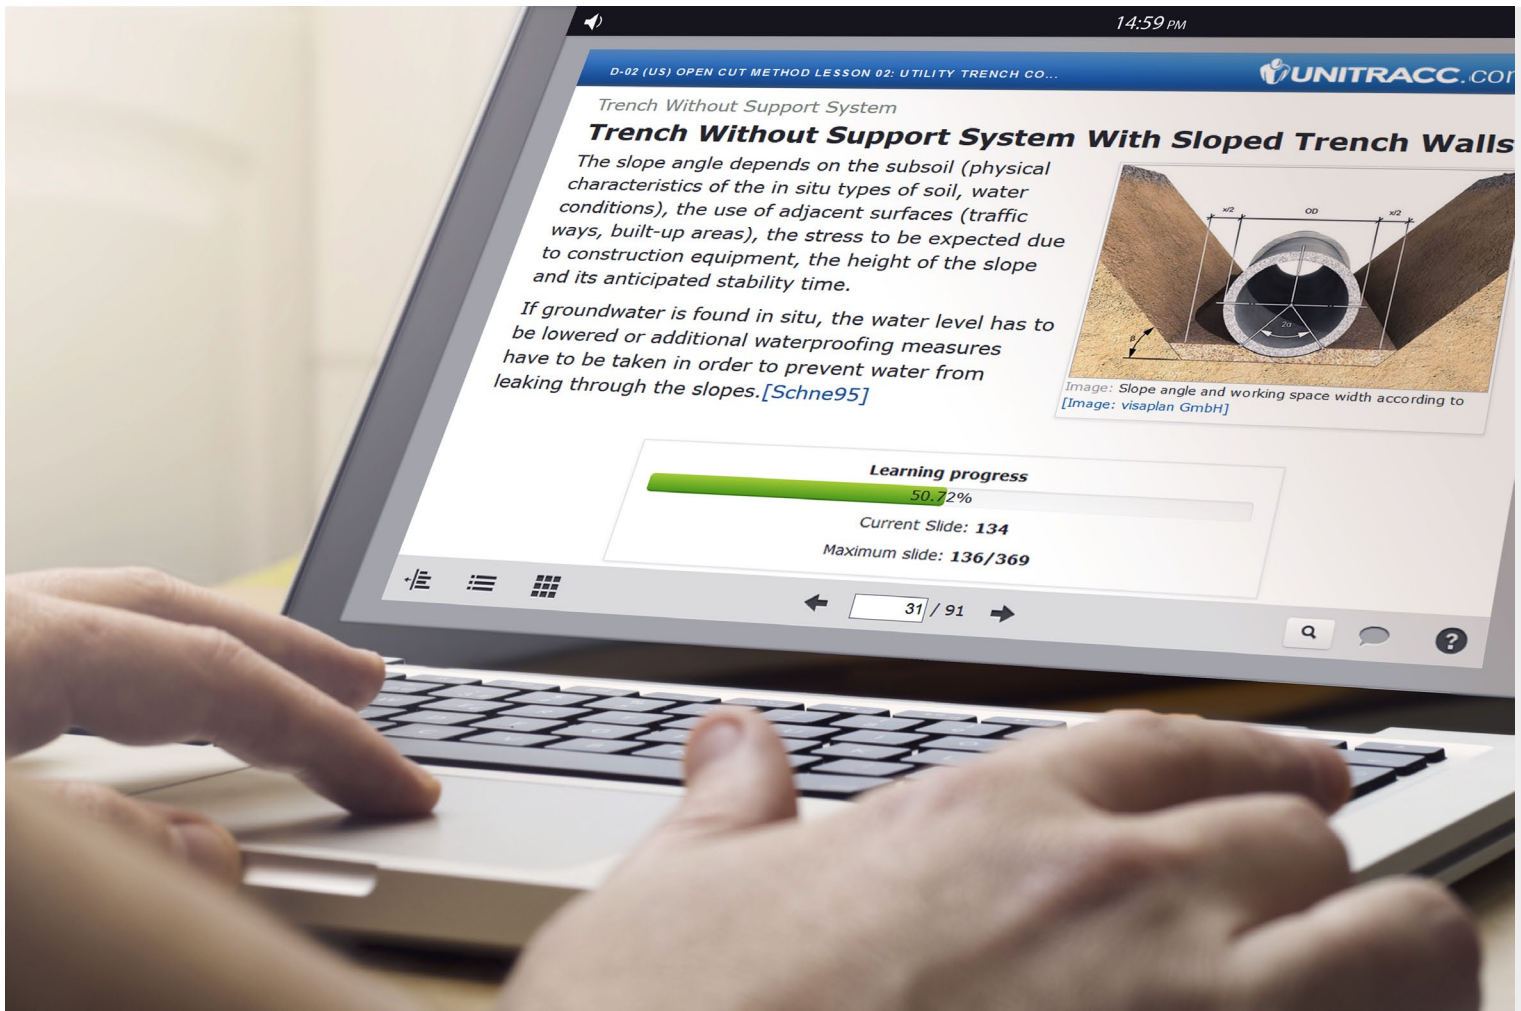 14:59 PM
D-02 (US) OPEN CUT METHOD LESSON 02: UTILITY TRENCH CO...
UNITRACC.cor
Trench Without Support System
Trench Without Support System With Sloped Trench Walls
The slope angle depends on the subsoil (physical
characteristics of the in situ types of soil, water
conditions), the use of adjacent surfaces (traffic
ways, built-up areas), the stress to be expected due
to construction equipment, the height of the slope
and its anticipated stability time.
If groundwater is found in situ, the water level has to
be lowered or additional waterproofing measures
have to be taken in order to prevent water from
leaking through the slopes.[Schne95]
x/2 OD x/2
2α
β
Image: Slope angle and working space width according to
[Image: visaplan GmbH]
Learning progress
50.72%
Current Slide: 134
Maximum slide: 136/369
31 / 91
?